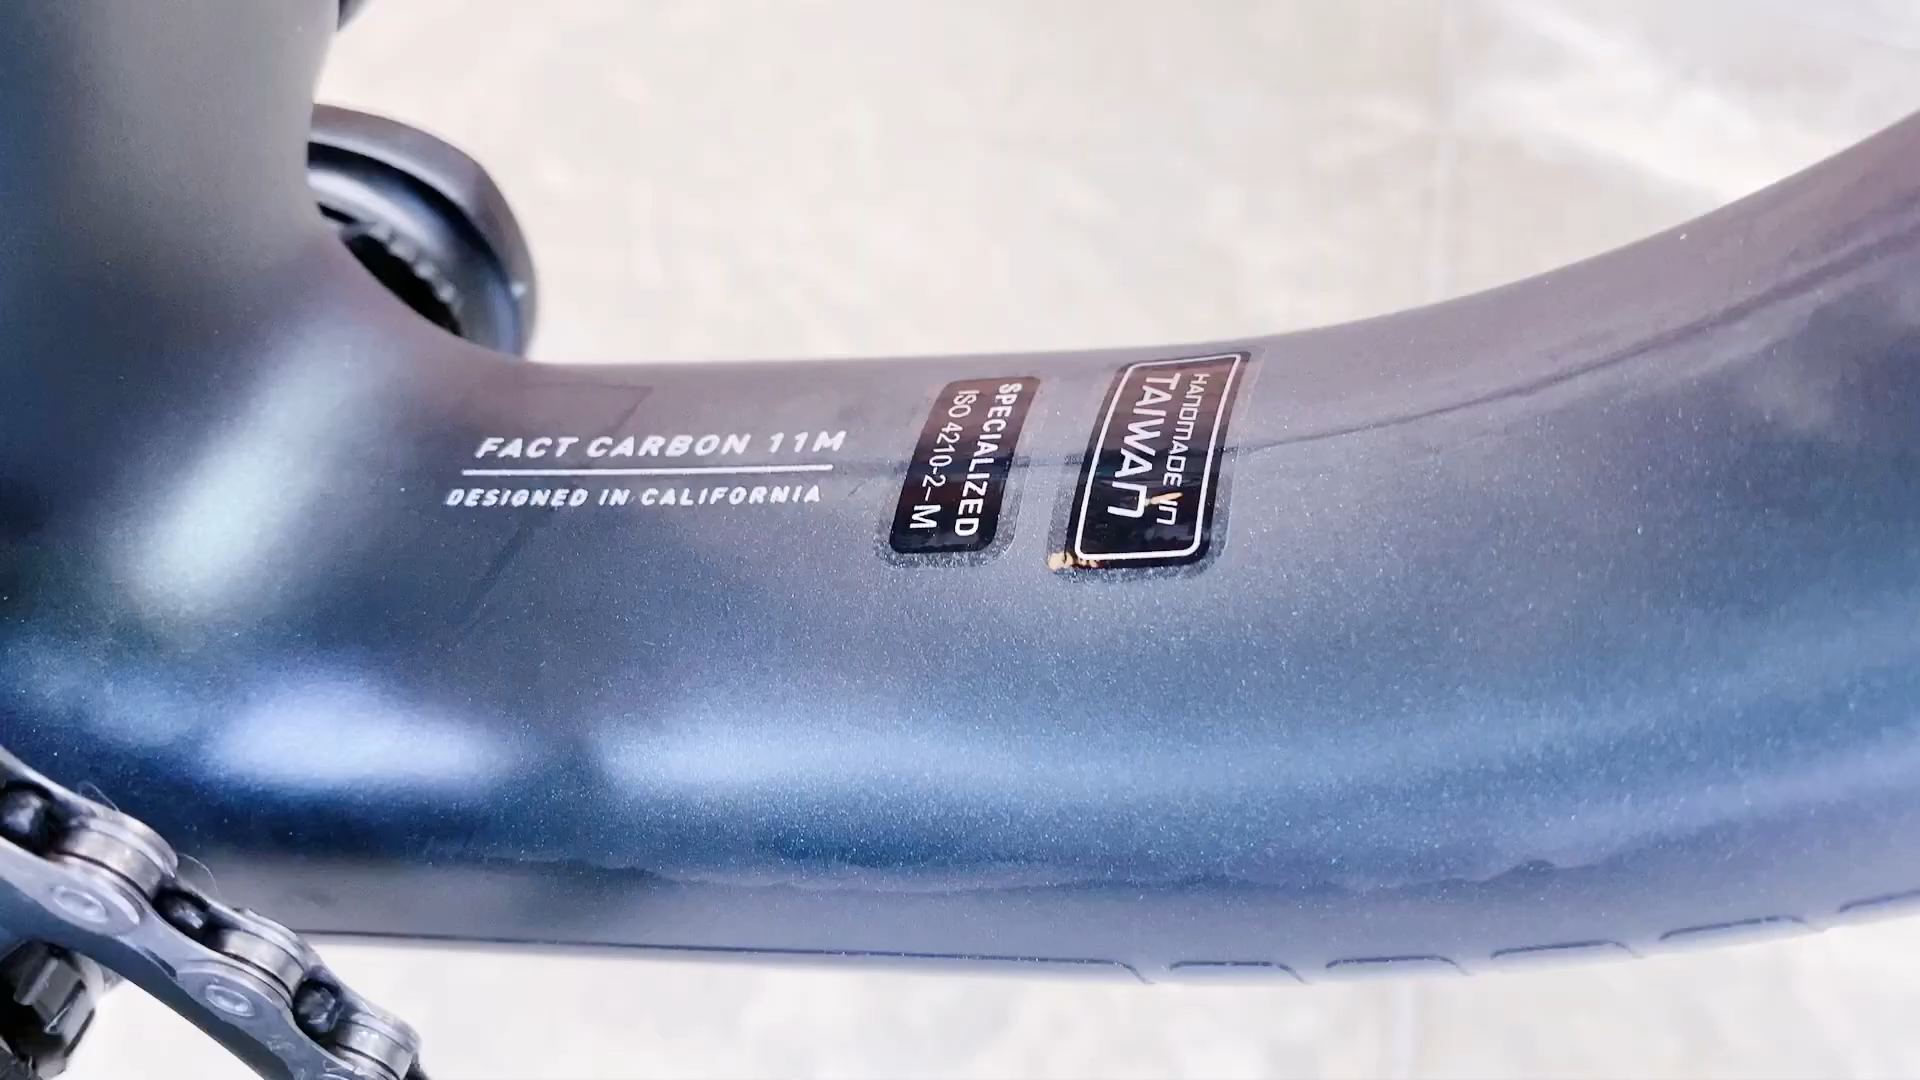 FACT CARBON 11M
DESIGNED IN CALIFORNIA
SPECIALIZED
ISO 4210-2-M
HANDMADE IN
TAIWAN